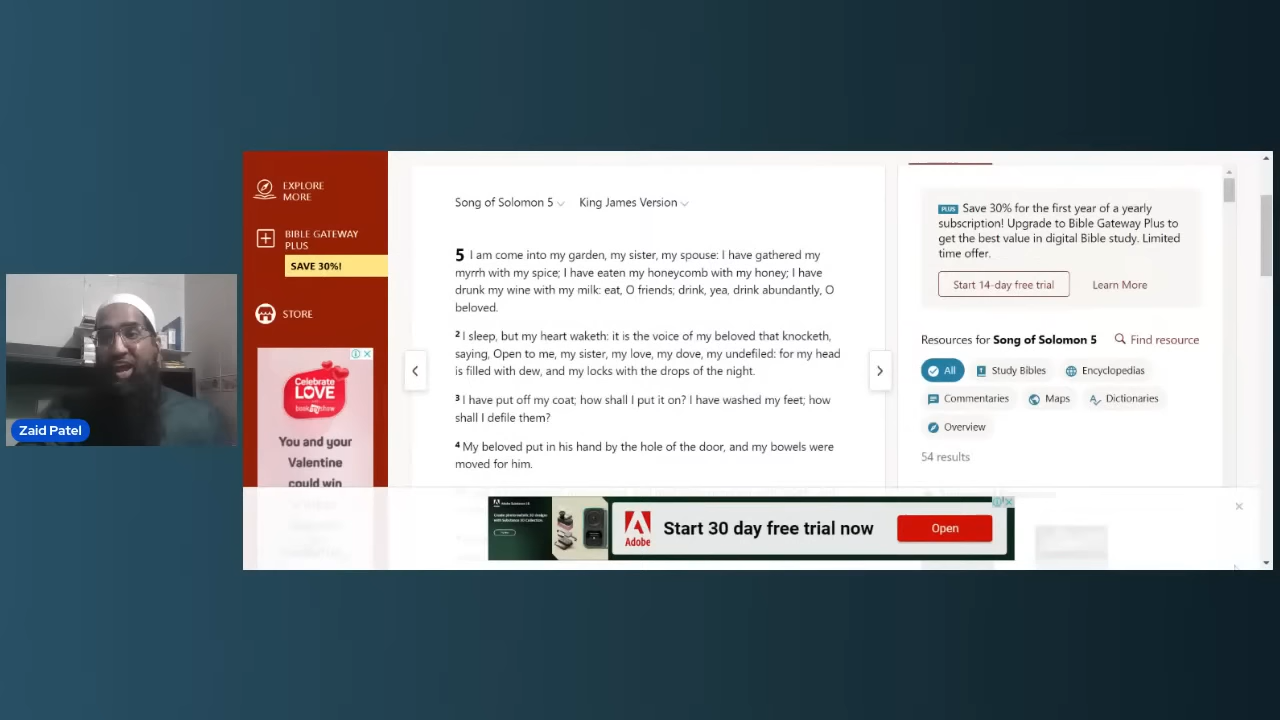 EXPLORE
MORE
BIBLE GATEWAY
PLUS
SAVE 30%!
STORE
Celebrate
LOVE
book my show
You and your
Valentine
could win
Zaid Patel
Song of Solomon 5
King James Version
5 I am come into my garden, my sister, my spouse: I have gathered my
myrrh with my spice; I have eaten my honeycomb with my honey; I have
drunk my wine with my milk: eat, O friends; drink, yea, drink abundantly, O
beloved.
2 I sleep, but my heart waketh: it is the voice of my beloved that knocketh,
saying, Open to me, my sister, my love, my dove, my undefiled: for my head
is filled with dew, and my locks with the drops of the night.
3 I have put off my coat; how shall I put it on? I have washed my feet; how
shall I defile them?
4 My beloved put in his hand by the hole of the door, and my bowels were
moved for him.
PLUS Save 30% for the first year of a yearly
subscription! Upgrade to Bible Gateway Plus to
get the best value in digital Bible study. Limited
time offer.
Start 14-day free trial
Learn More
Resources for Song of Solomon 5
Find resource
All
Study Bibles
Encyclopedias
Commentaries
Maps
Dictionaries
Overview
54 results
Adobe
Start 30 day free trial now
Open